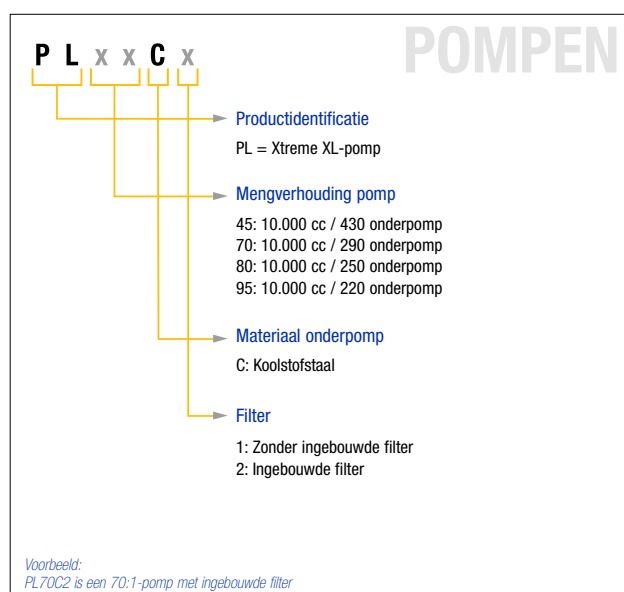 POMPEN
P L x x C x
Productidentificatie
PL = Xtreme XL-pomp
Mengverhouding pomp
45: 10.000 cc / 430 onderpomp
70: 10.000 cc / 290 onderpomp
80: 10.000 cc / 250 onderpomp
95: 10.000 cc / 220 onderpomp
Materiaal onderpomp
C: Koolstofstaal
Filter
1: Zonder ingebouwde filter
2: Ingebouwde filter
Voorbeeld:
PL70C2 is een 70:1-pomp met ingebouwde filter